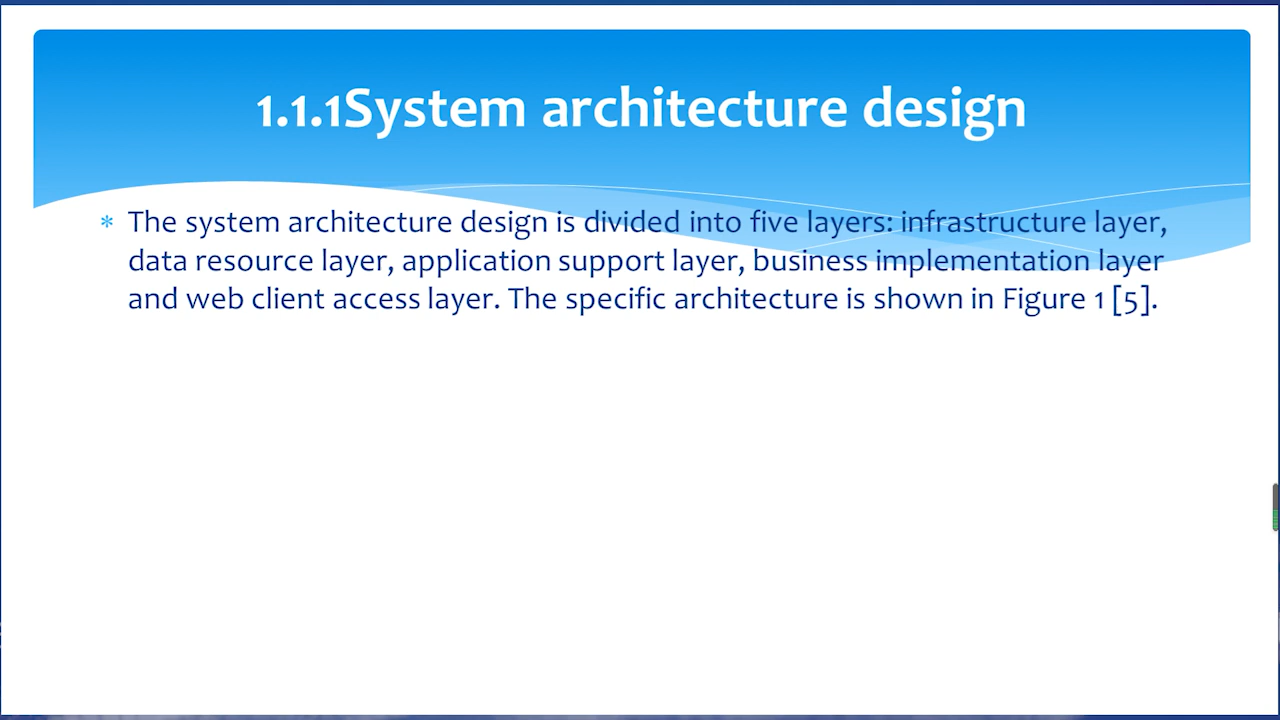 1.1.1System architecture design
* The system architecture design is divided into five layers: infrastructure layer,
data resource layer, application support layer, business implementation layer
and web client access layer. The specific architecture is shown in Figure 1 [5].